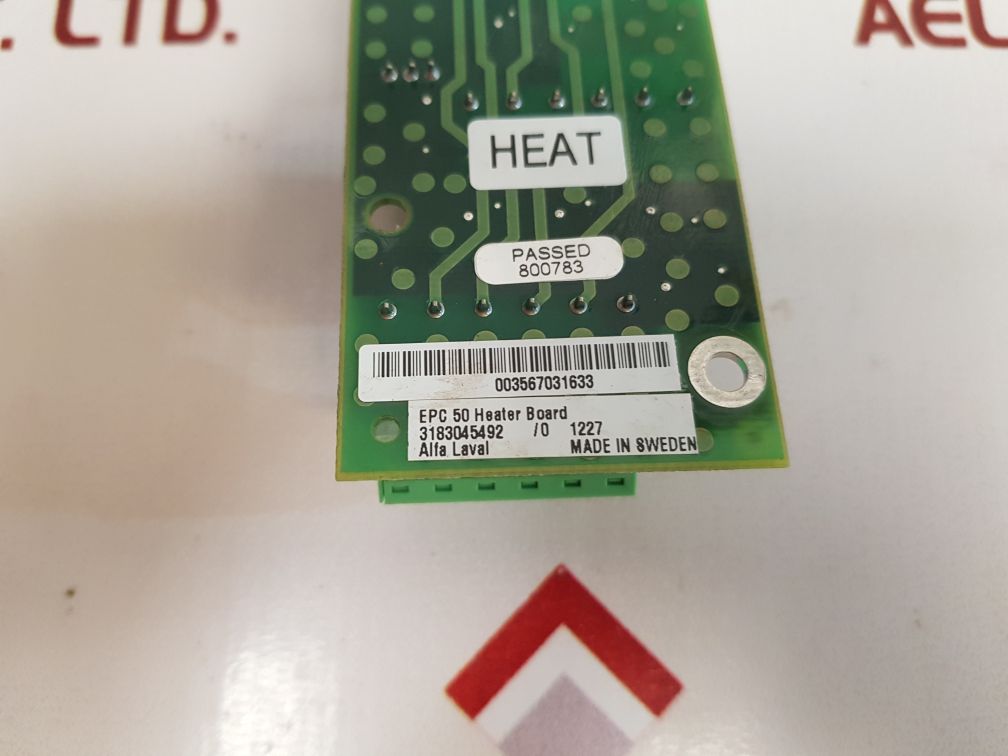 . LTD.
AEL
HEAT
PASSED
800783
003567031633
EPC 50 Heater Board
3183045492 /0 1227
Alfa Laval MADE IN SWEDEN